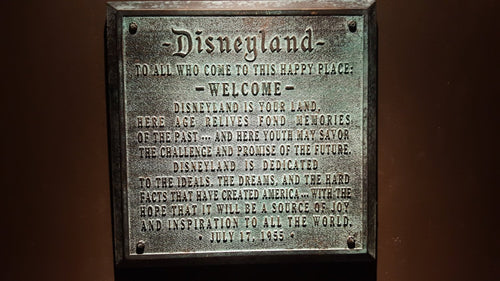 -Disneyland-
TO ALL WHO COME TO THIS HAPPY PLACE:
-WELCOME-
DISNEYLAND IS YOUR LAND.
HERE AGE RELIVES FOND MEMORIES
OF THE PAST ... AND HERE YOUTH MAY SAVOR
THE CHALLENGE AND PROMISE OF THE FUTURE.
DISNEYLAND IS DEDICATED
TO THE IDEALS, THE DREAMS, AND THE HARD
FACTS THAT HAVE CREATED AMERICA ... WITH THE
HOPE THAT IT WILL BE A SOURCE OF JOY
AND INSPIRATION TO ALL THE WORLD.
· JULY 17, 1955 ·